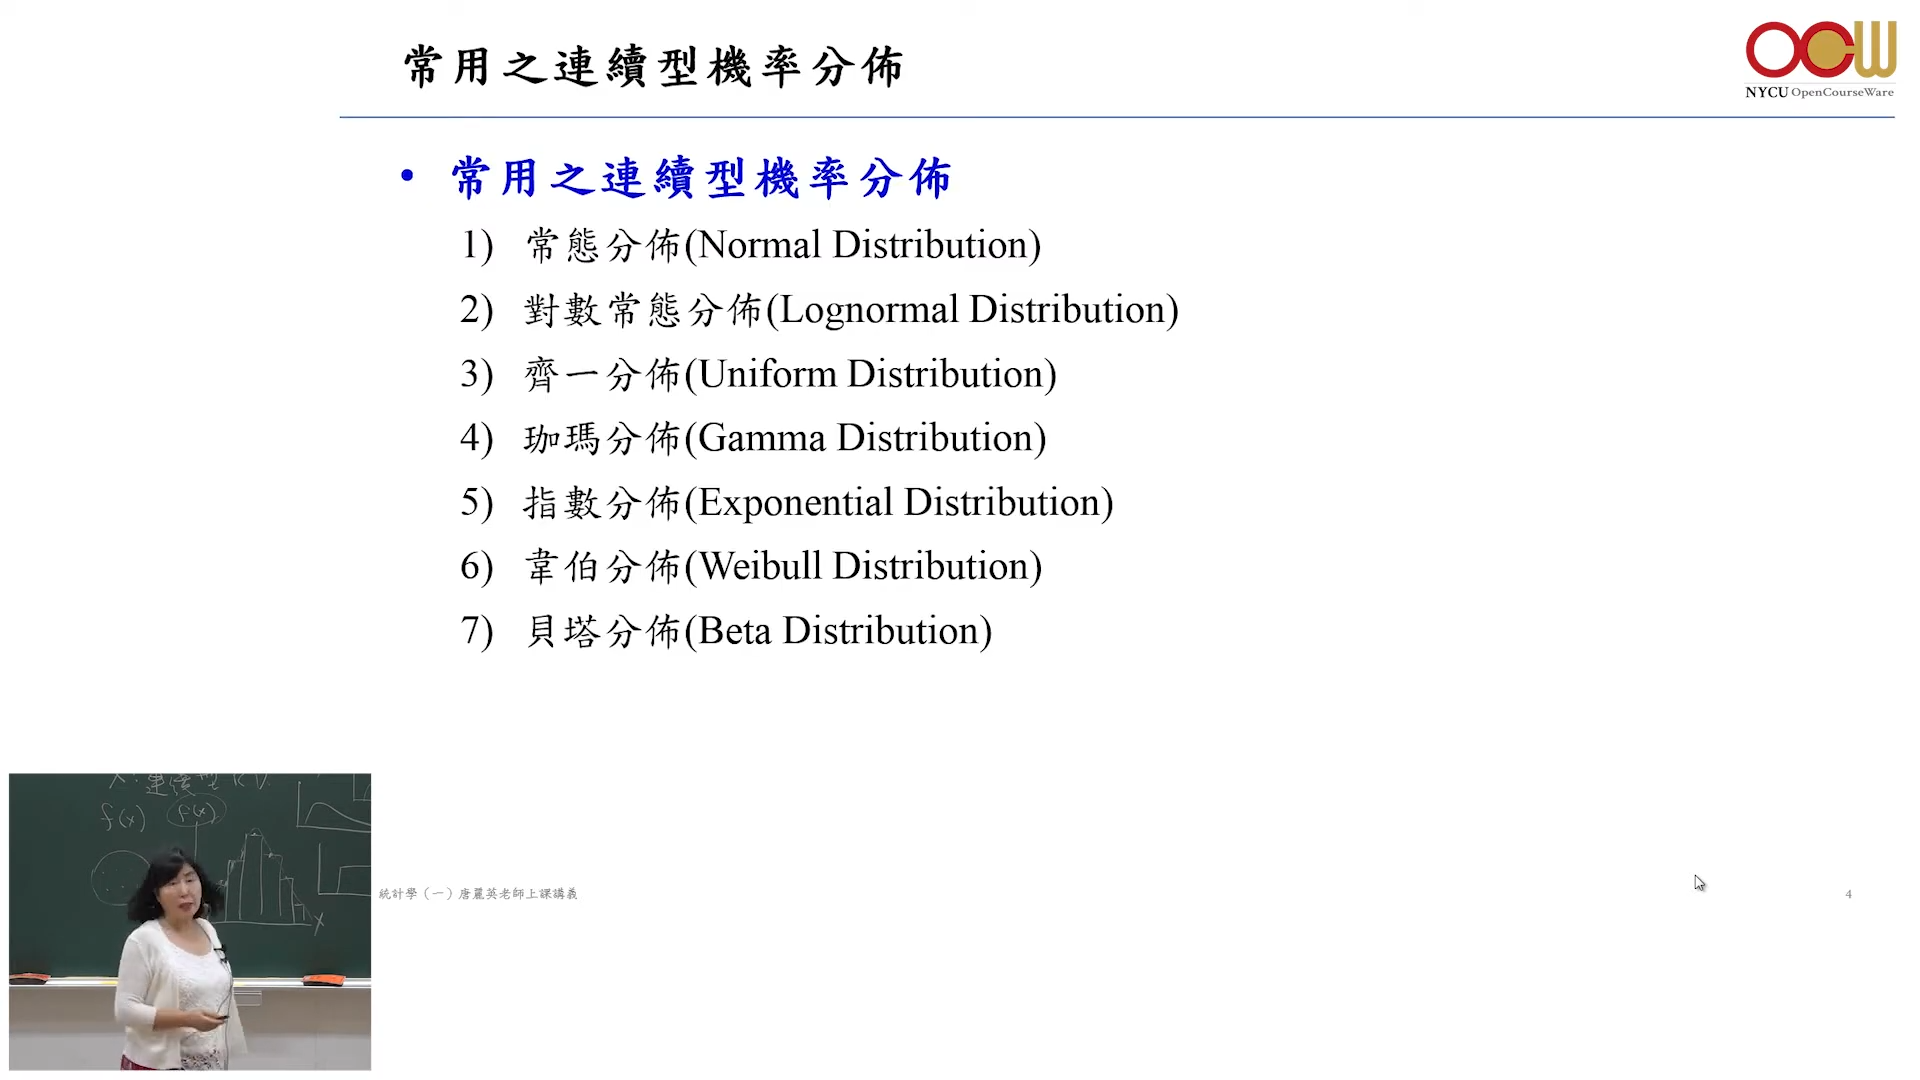 常用之連續型機率分佈
OCW
NYCU OpenCourseWare
• 常用之連續型機率分佈
1) 常態分佈(Normal Distribution)
2) 對數常態分佈(Lognormal Distribution)
3) 齊一分佈(Uniform Distribution)
4) 珈瑪分佈(Gamma Distribution)
5) 指數分佈(Exponential Distribution)
6) 韋伯分佈(Weibull Distribution)
7) 貝塔分佈(Beta Distribution)
X:連續型 R.V.
f(x) f(x)
X
統計學（一）唐麗英老師上課講義
4